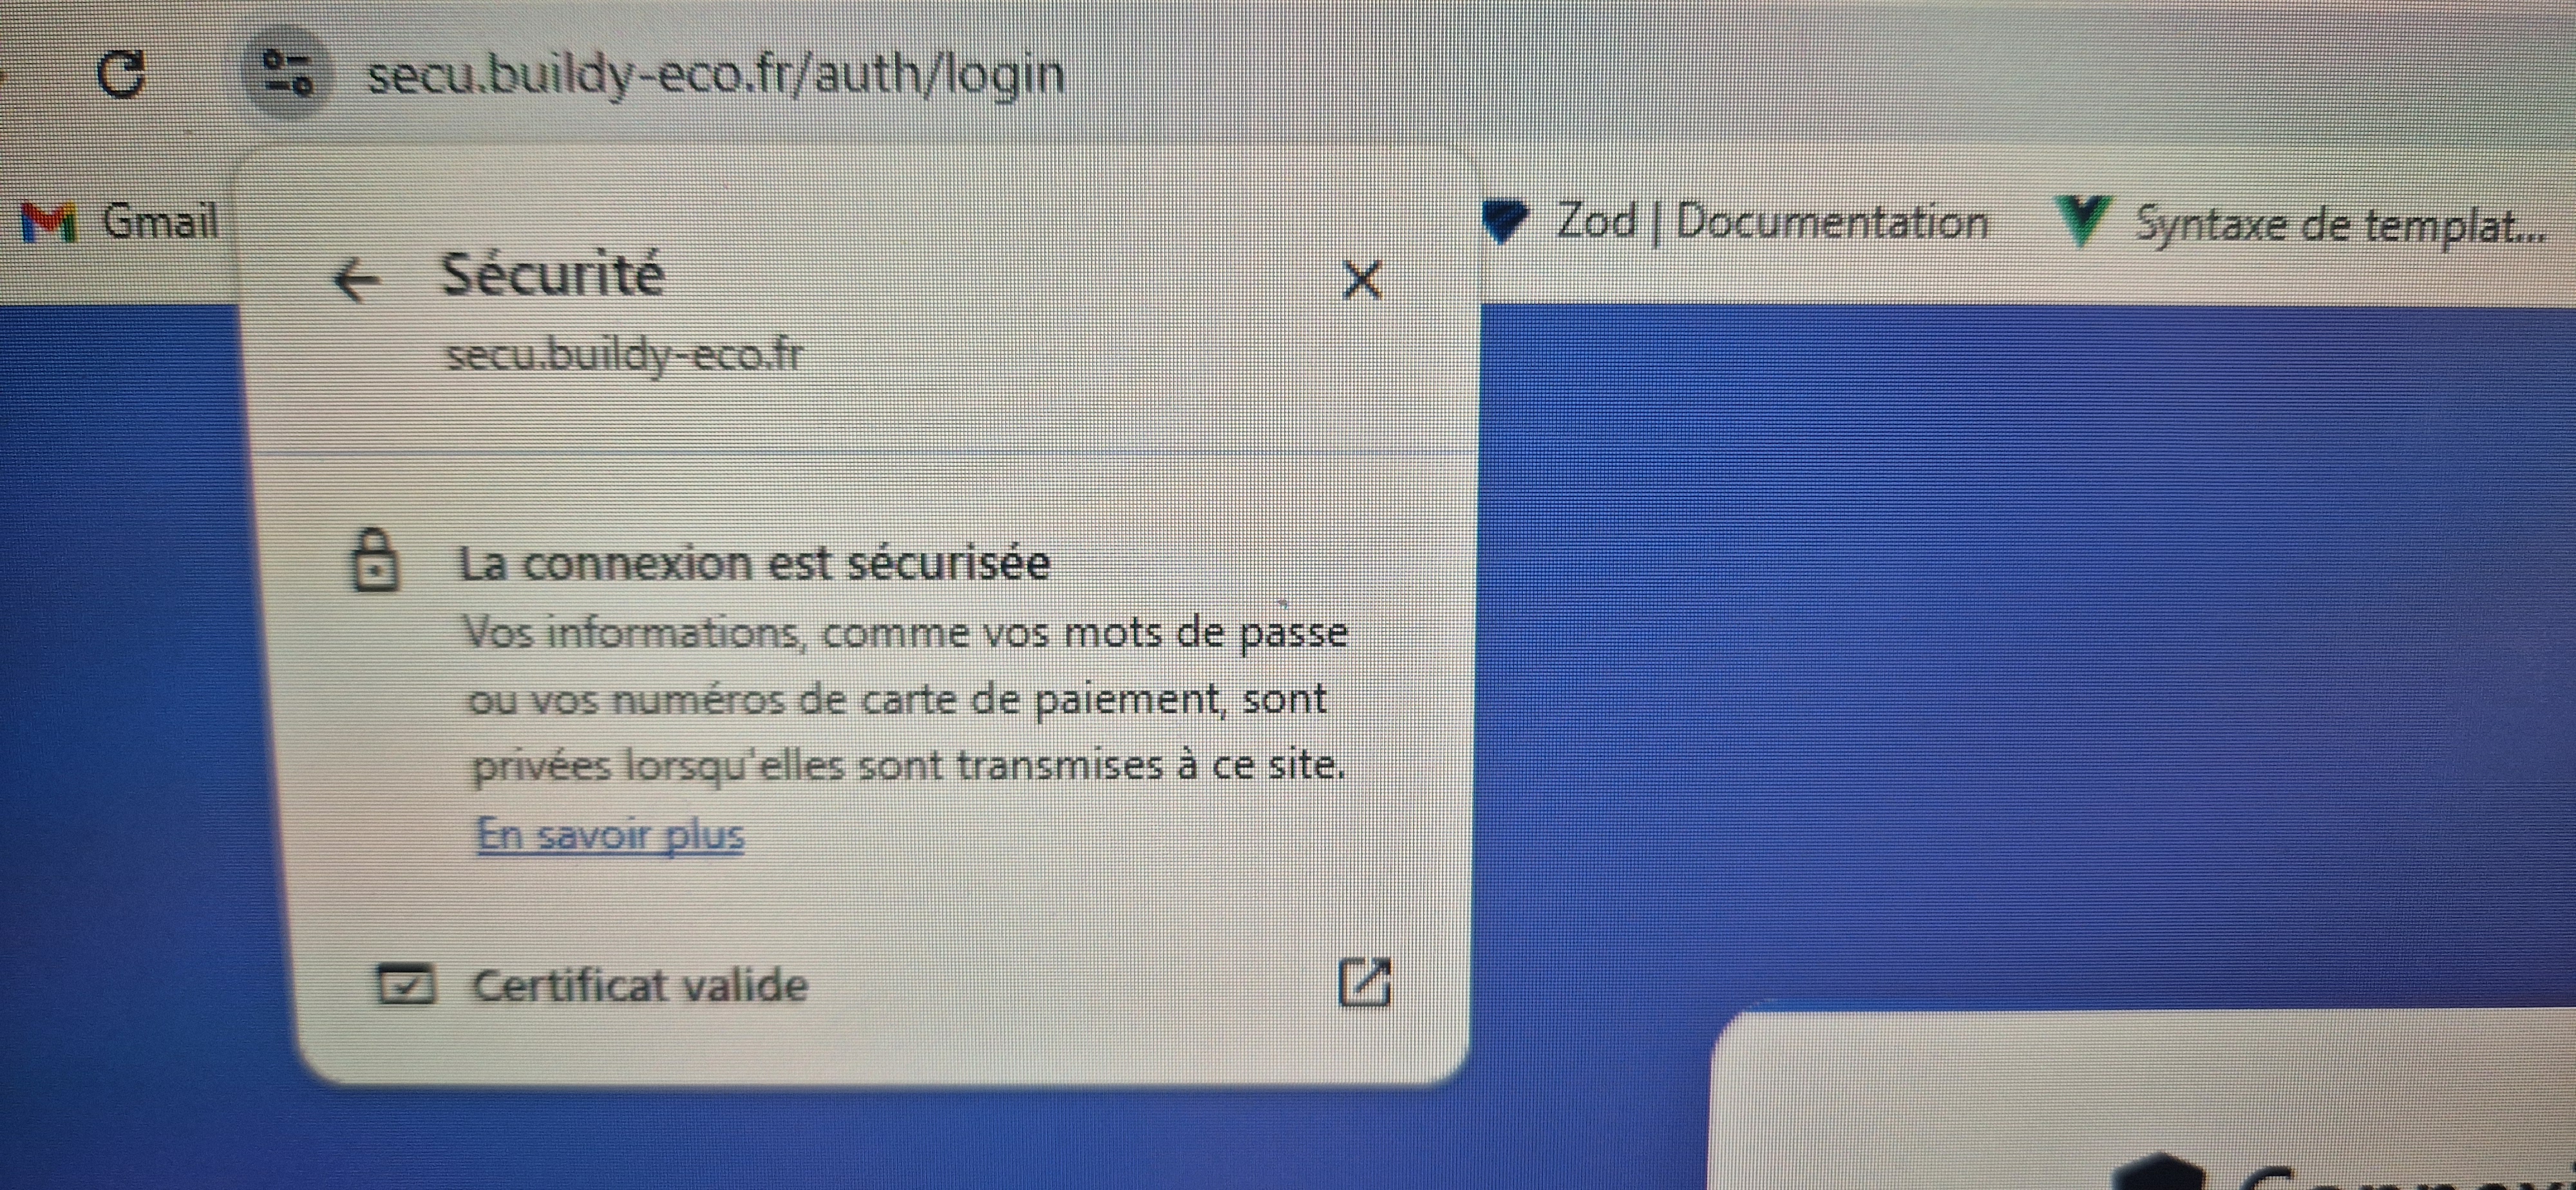 secu.buildy-eco.fr/auth/login
Gmail
Zod | Documentation
Syntaxe de templat...
Sécurité
secu.buildy-eco.fr
La connexion est sécurisée
Vos informations, comme vos mots de passe
ou vos numéros de carte de paiement, sont
privées lorsqu'elles sont transmises à ce site.
En savoir plus
Certificat valide